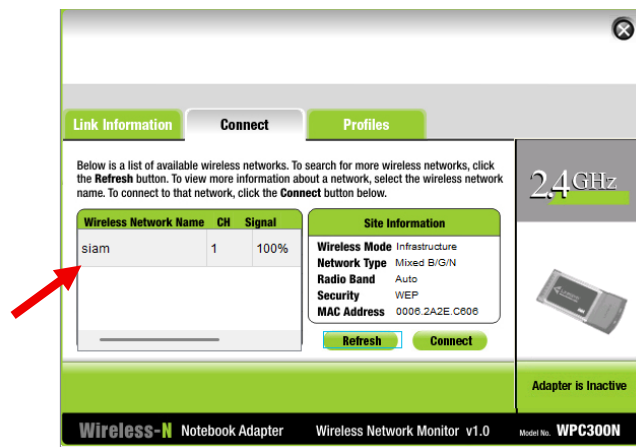 Link Information
Connect
Profiles
Below is a list of available wireless networks. To search for more wireless networks, click
the Refresh button. To view more information about a network, select the wireless network
name. To connect to that network, click the Connect button below.
2.4GHz
Wireless Network Name CH Signal
siam 1 100%
Site Information
Wireless Mode Infrastructure
Network Type Mixed B/G/N
Radio Band Auto
Security WEP
MAC Address 0006.2A2E.C606
Refresh
Connect
Adapter is Inactive
Wireless-N Notebook Adapter Wireless Network Monitor v1.0 Model No. WPC300N